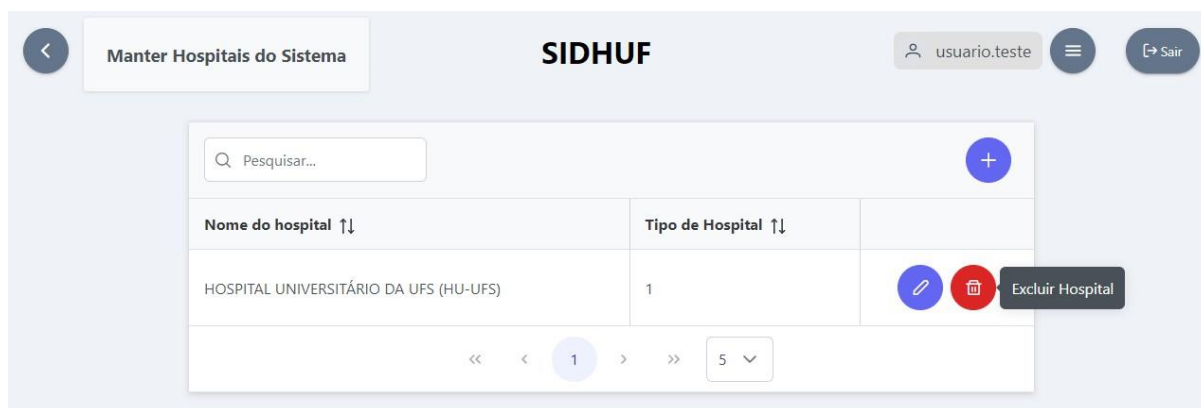 Manter Hospitais do Sistema
SIDHUF
usuario.teste
Sair
Pesquisar...
Nome do hospital
Tipo de Hospital
HOSPITAL UNIVERSITÁRIO DA UFS (HU-UFS)
1
Excluir Hospital
<< < 1 > >> 5